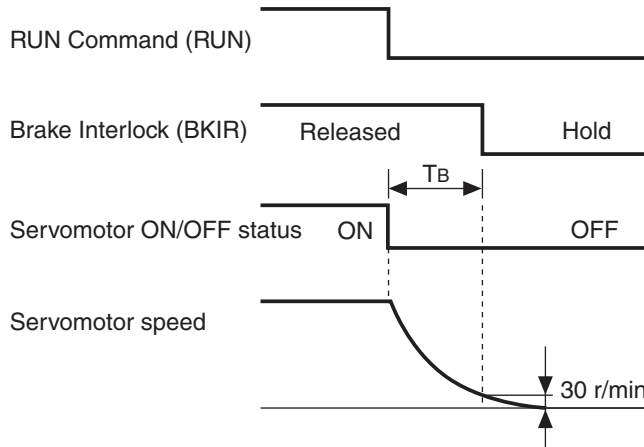 RUN Command (RUN)
Brake Interlock (BKIR)
Released
Hold
TB
Servomotor ON/OFF status
ON
OFF
Servomotor speed
30 r/min